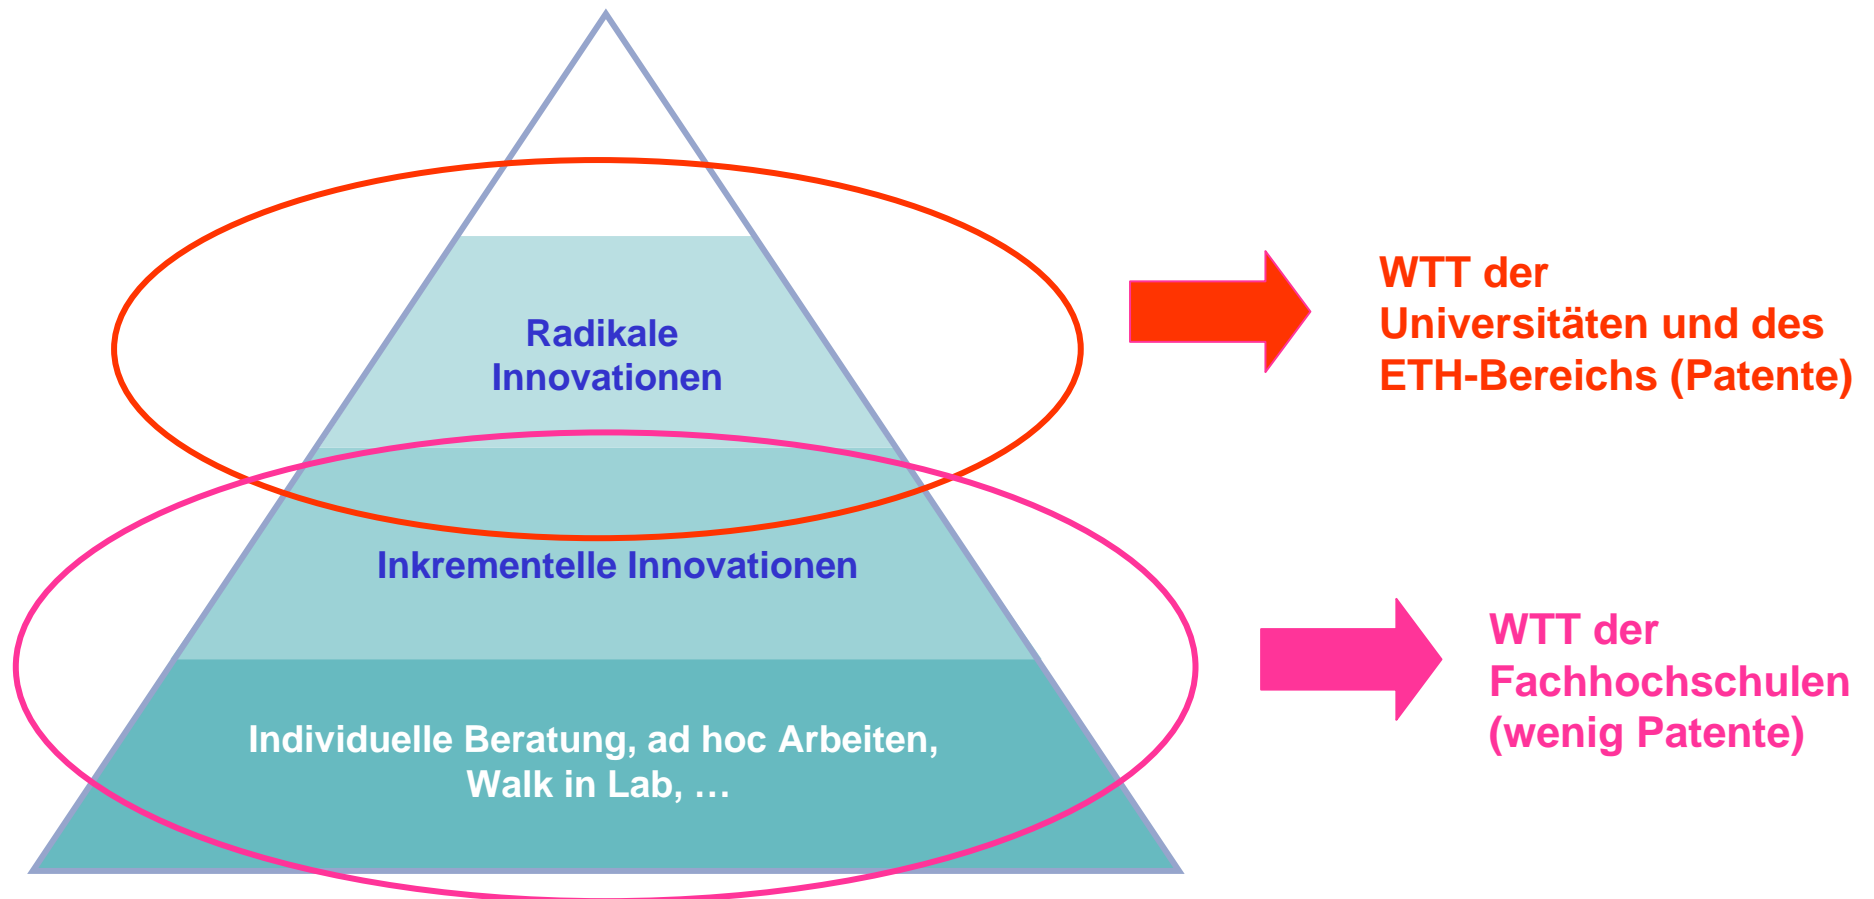 Radikale
Innovationen
WTT der
Universitäten und des
ETH-Bereichs (Patente)
Inkrementelle Innovationen
WTT der
Fachhochschulen
(wenig Patente)
Individuelle Beratung, ad hoc Arbeiten,
Walk in Lab, …